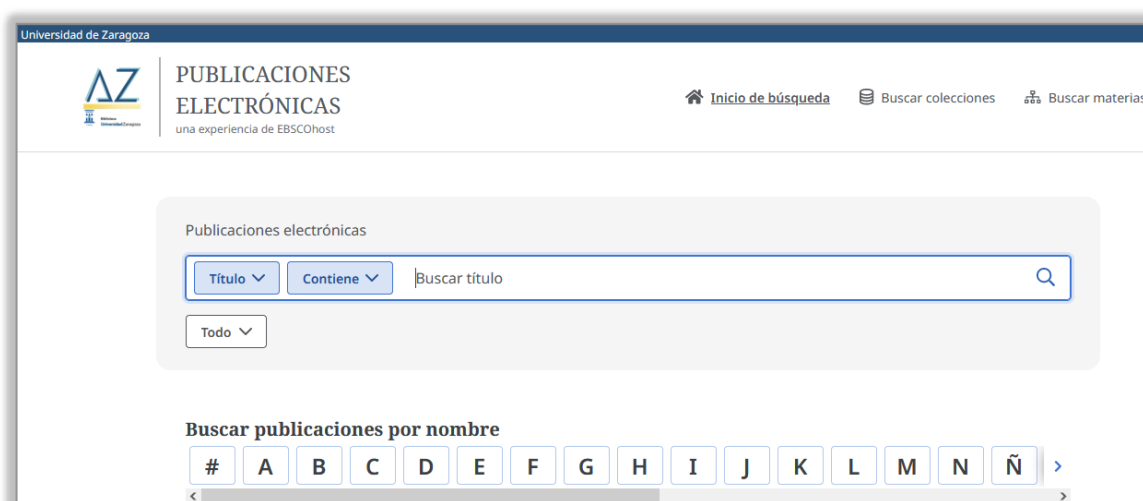 Universidad de Zaragoza
AZ
PUBLICACIONES
ELECTRÓNICAS
una experiencia de EBSCOhost
Inicio de búsqueda
Buscar colecciones
Buscar materias
Publicaciones electrónicas
Título
Contiene
Buscar título
Todo
Buscar publicaciones por nombre
# A B C D E F G H I J K L M N Ñ